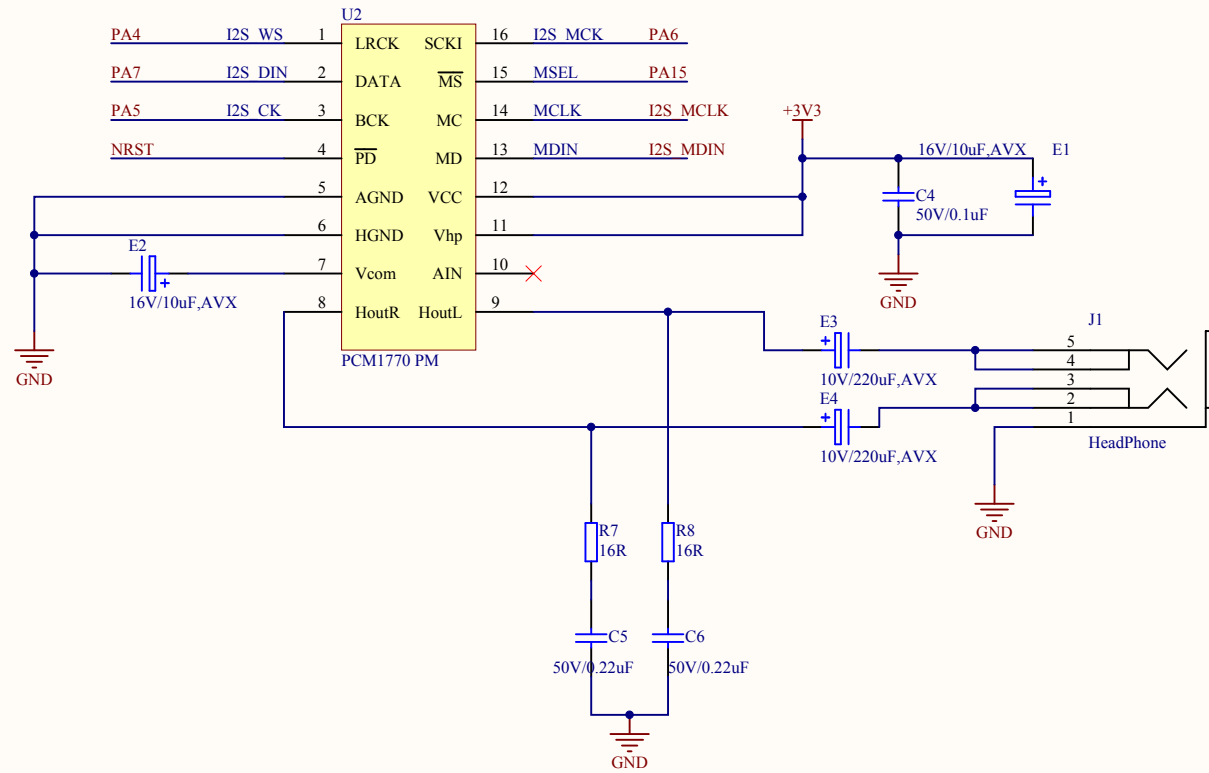 U2
PA4 I2S_WS 1 LRCK SCKI 16 I2S_MCK PA6
PA7 I2S_DIN 2 DATA MS 15 MSEL PA15
PA5 I2S_CK 3 BCK MC 14 MCLK I2S_MCLK
NRST 4 PD MD 13 MDIN I2S_MDIN
5 AGND VCC 12
6 HGND Vhp 11
7 Vcom AIN 10
8 HoutR HoutL 9
PCM1770 PM
E2
16V/10uF,AVX
GND
+3V3
16V/10uF,AVX E1
+
C4
50V/0.1uF
GND
+
E3
+
10V/220uF,AVX
E4
+
10V/220uF,AVX
J1
5
4
3
2
1
HeadPhone
GND
R7
16R
R8
16R
C5
50V/0.22uF
C6
50V/0.22uF
GND